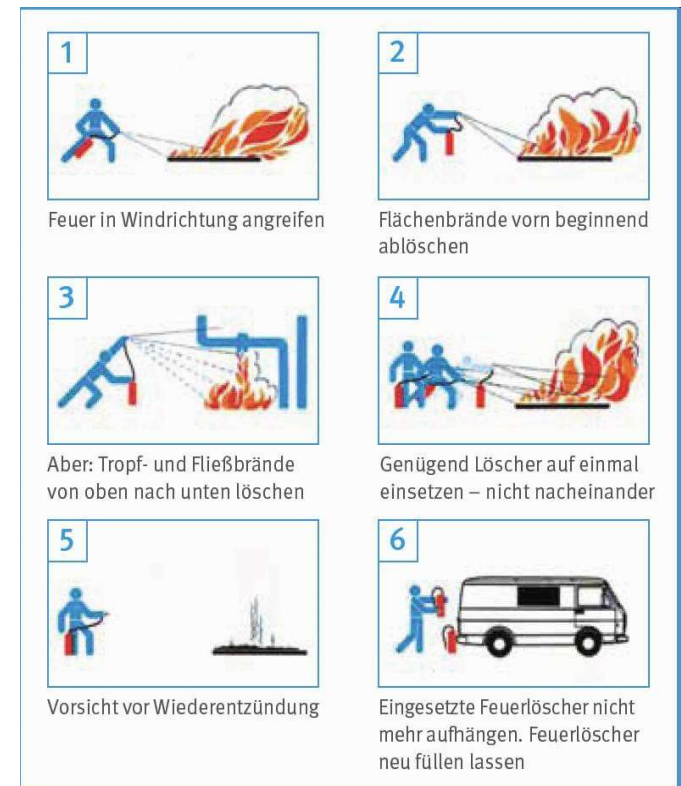 1
Feuer in Windrichtung angreifen
2
Flächenbrände vorn beginnend
ablöschen
3
Aber: Tropf- und Fließbrände
von oben nach unten löschen
4
Genügend Löscher auf einmal
einsetzen – nicht nacheinander
5
Vorsicht vor Wiederentzündung
6
Eingesetzte Feuerlöscher nicht
mehr aufhängen. Feuerlöscher
neu füllen lassen